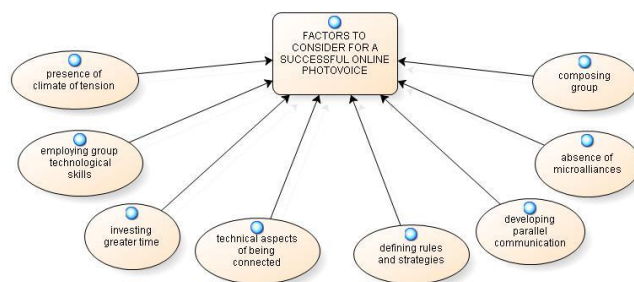 FACTORS TO
CONSIDER FOR A
SUCCESSFUL ONLINE
PHOTOVOICE
presence of
climate of tension
composing
group
employing group
technological
skills
absence of
microalliances
investing
greater time
technical aspects
of being
connected
defining rules
and strategies
developing
parallel
communication